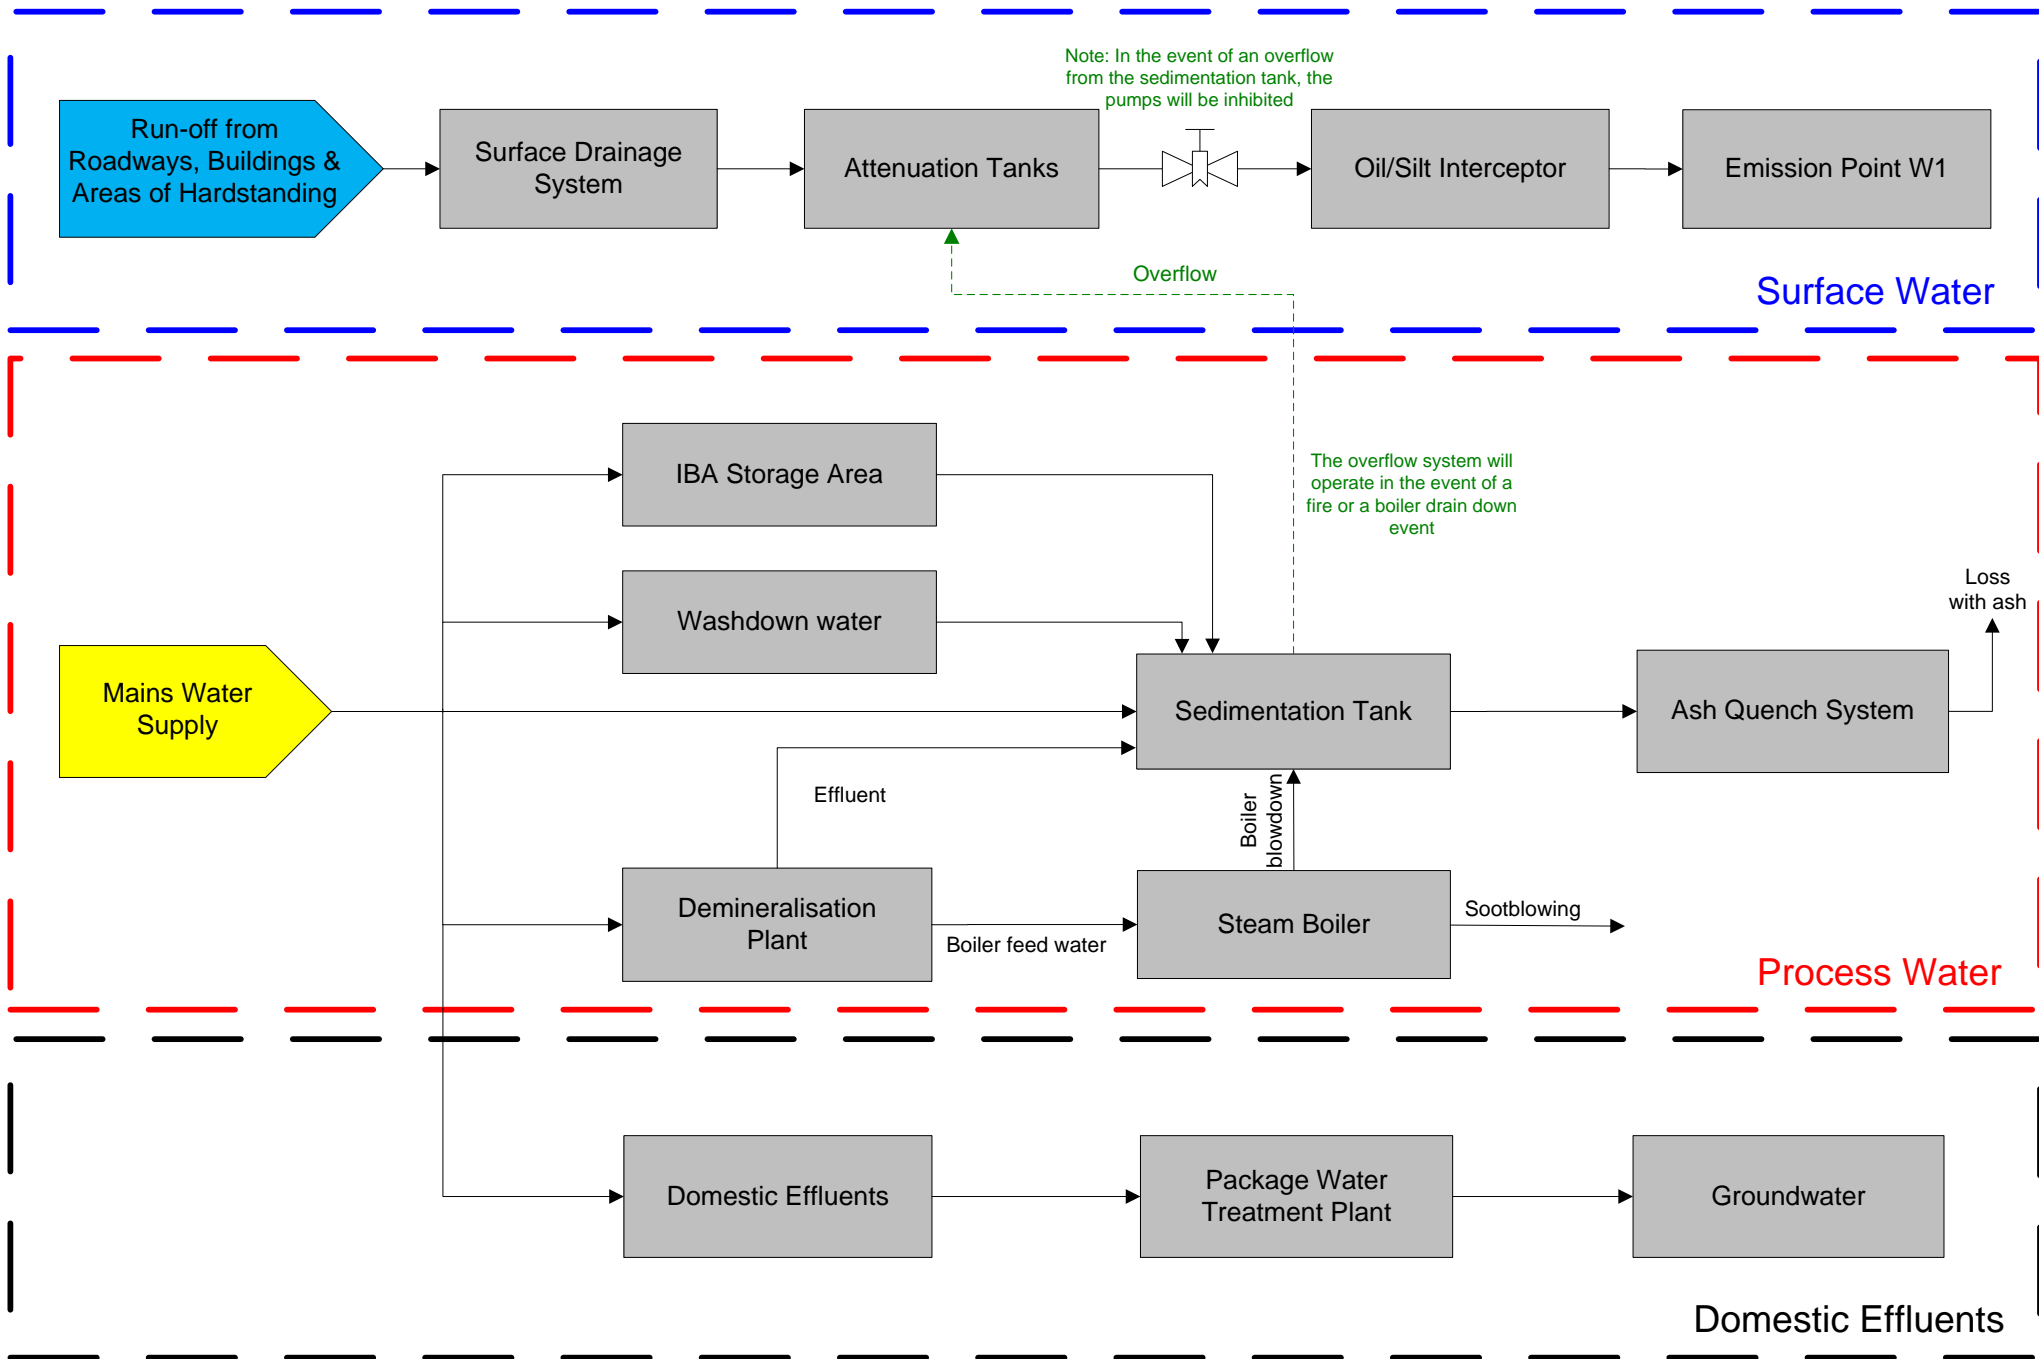 Note: In the event of an overflow
from the sedimentation tank, the
pumps will be inhibited
Run-off from
Roadways, Buildings &
Areas of Hardstanding
Surface Drainage
System
Attenuation Tanks
Oil/Silt Interceptor
Emission Point W1
Overflow
Surface Water
IBA Storage Area
The overflow system will
operate in the event of a
fire or a boiler drain down
event
Washdown water
Loss
with ash
Mains Water
Supply
Sedimentation Tank
Ash Quench System
Effluent
Boiler
blowdown
Demineralisation
Plant
Boiler feed water
Steam Boiler
Sootblowing
Process Water
Domestic Effluents
Package Water
Treatment Plant
Groundwater
Domestic Effluents